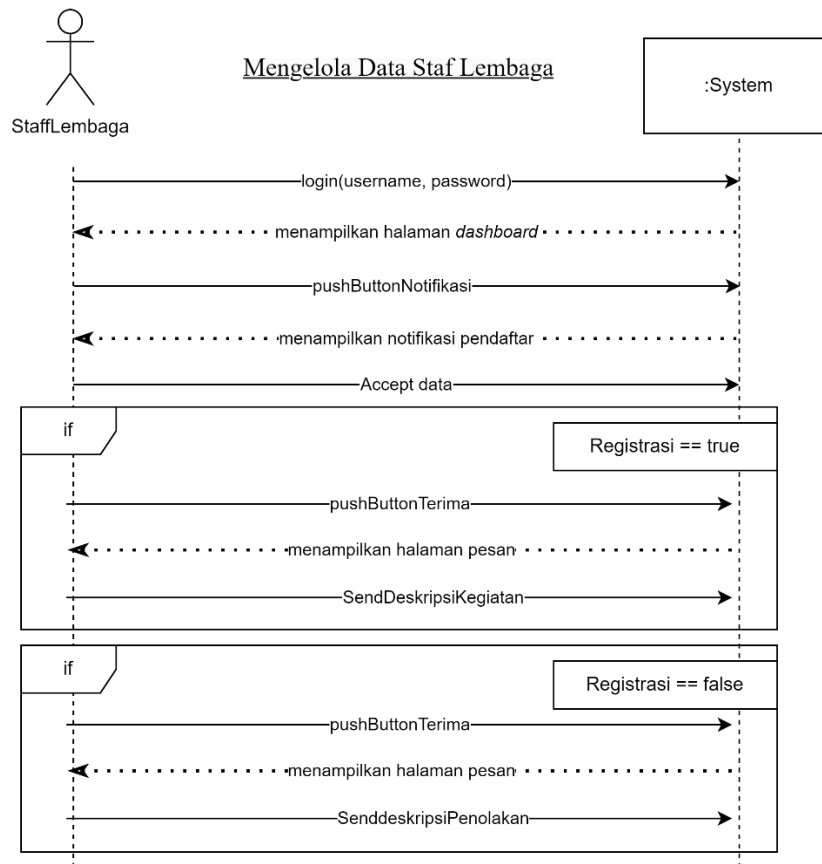 Mengelola Data Staf Lembaga
:System
StaffLembaga
login(username, password)
menampilkan halaman dashboard
pushButtonNotifikasi
menampilkan notifikasi pendaftar
Accept data
if
Registrasi == true
pushButtonTerima
menampilkan halaman pesan
SendDeskripsiKegiatan
if
Registrasi == false
pushButtonTerima
menampilkan halaman pesan
SenddeskripsiPenolakan